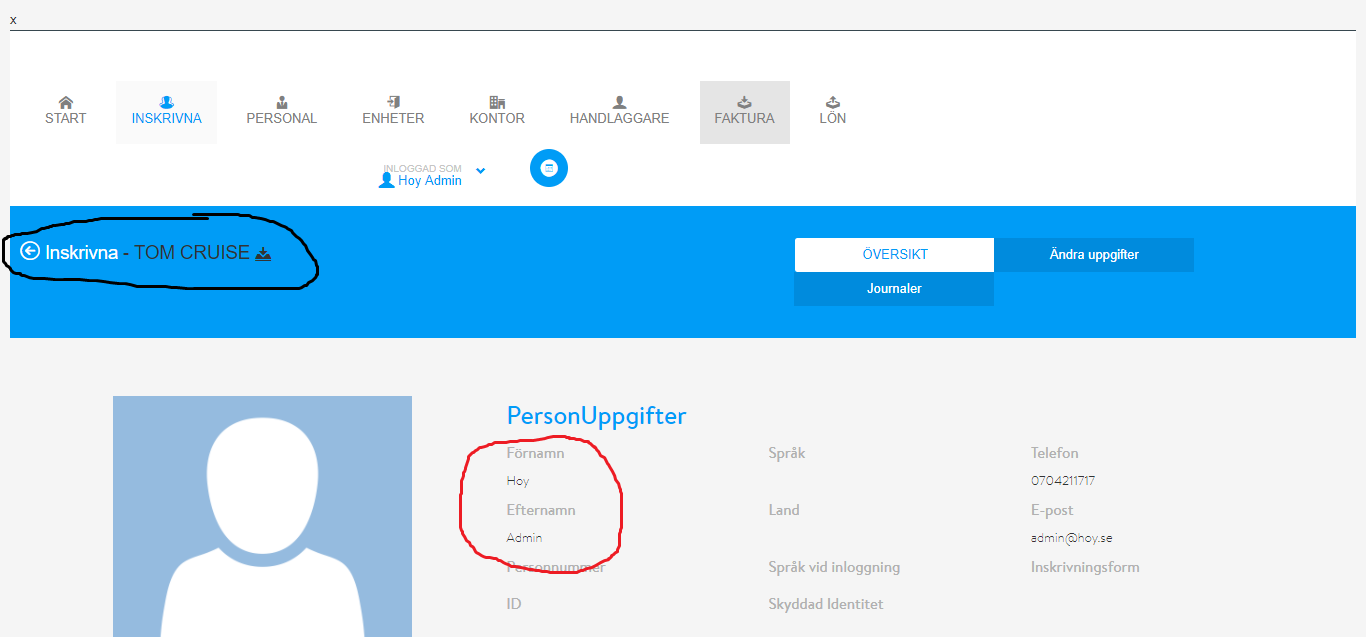 x
START INSKRIVNA PERSONAL ENHETER KONTOR HANDLÄGGARE FAKTURA LÖN
INLOGGAD SOM
Hoy Admin
Inskrivna - TOM CRUISE
ÖVERSIKT Ändra uppgifter
Journaler
PersonUppgifter
Förnamn Språk Telefon
Hoy 0704211717
Efternamn Land E-post
Admin admin@hoy.se
Personnummer Språk vid inloggning Inskrivningsform
ID Skyddad Identitet